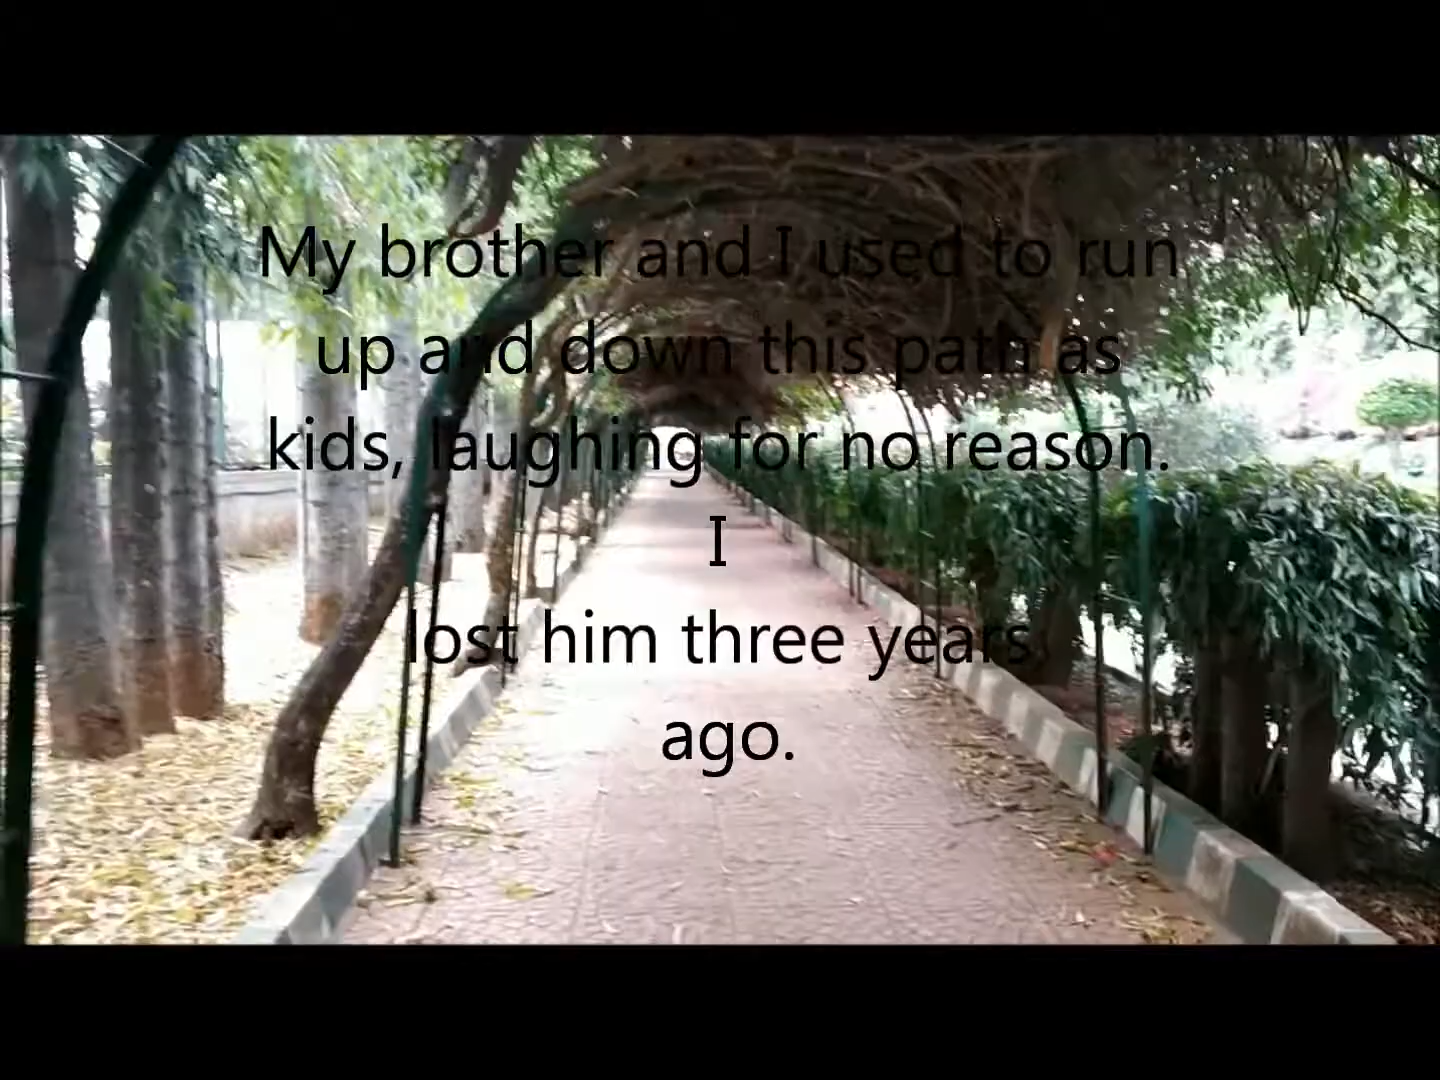 My brother and I used to run
up and down this path as
kids, laughing for no reason.
I
lost him three years
ago.